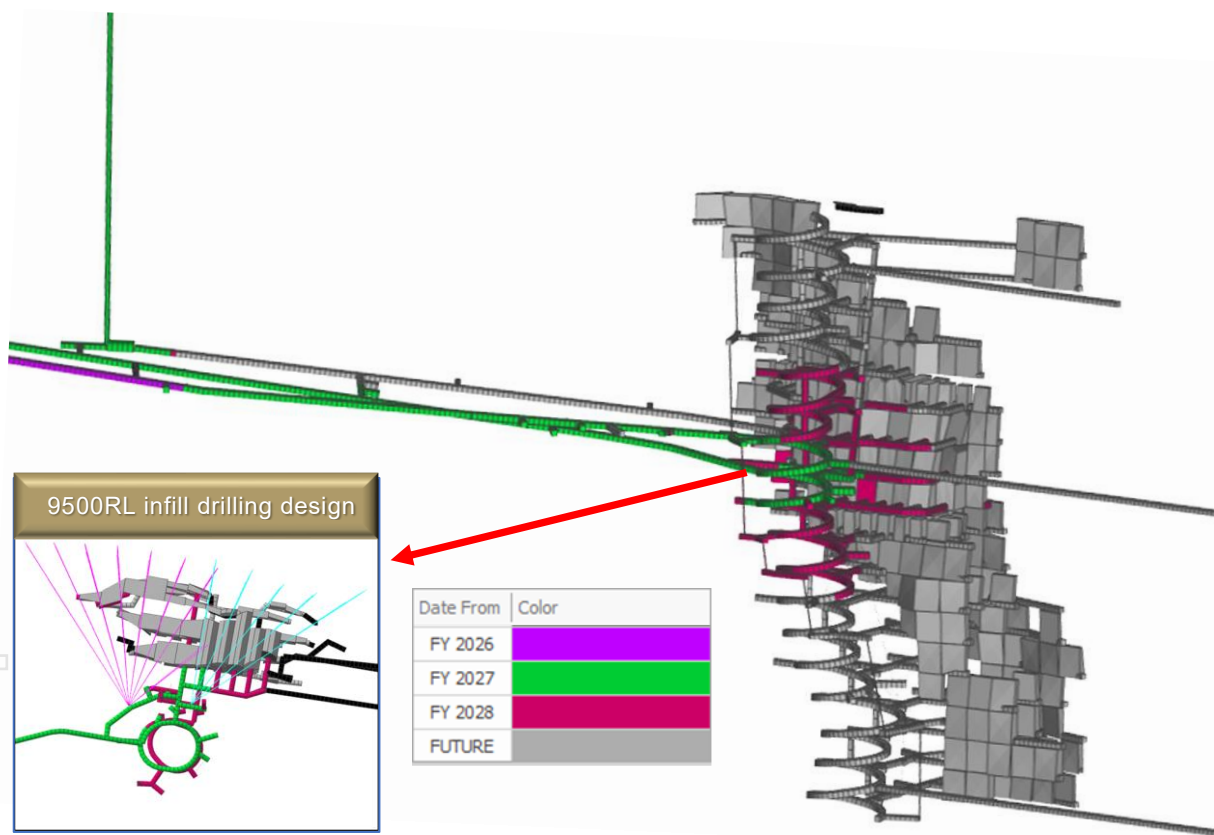 9500RL infill drilling design
Date From Color
FY 2026
FY 2027
FY 2028
FUTURE